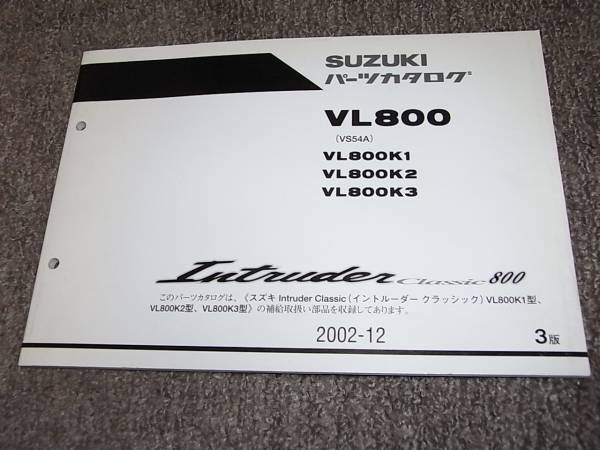 SUZUKI
パーツカタログ
VL800
(VS54A)
VL800K1
VL800K2
VL800K3
Intruder Classic 800
このパーツカタログは、《スズキ Intruder Classic(イントルーダー クラッシック)VL800K1型、
VL800K2型、VL800K3型》の補給取扱い部品を収録してあります。
2002-12
3版